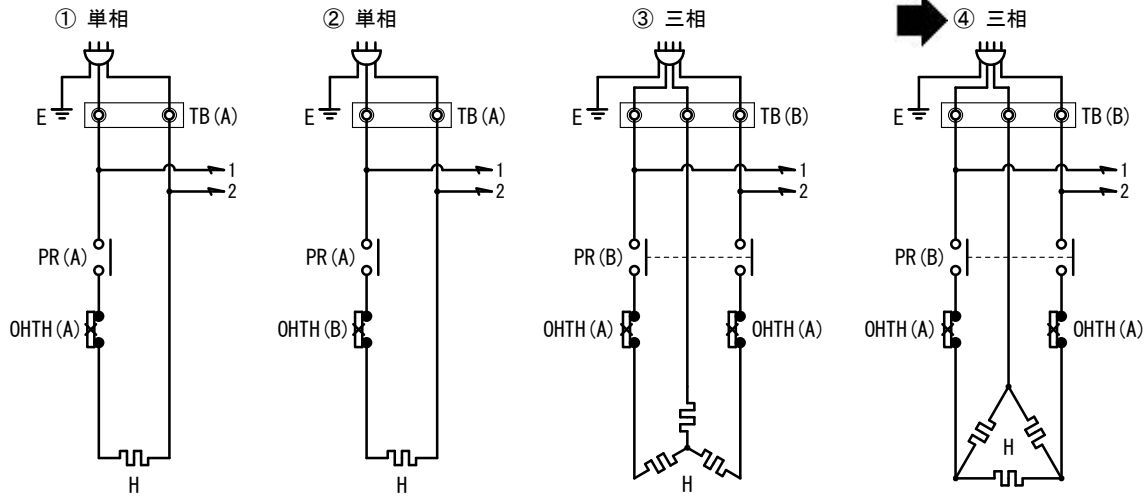 ① 単相
② 単相
③ 三相
④ 三相
E
TB(A)
E
TB(A)
E
TB(B)
E
TB(B)
1
2
1
2
1
2
1
2
PR(A)
PR(A)
PR(B)
PR(B)
OHTH(A)
OHTH(B)
OHTH(A)
OHTH(A)
OHTH(A)
OHTH(A)
H
H
H
H